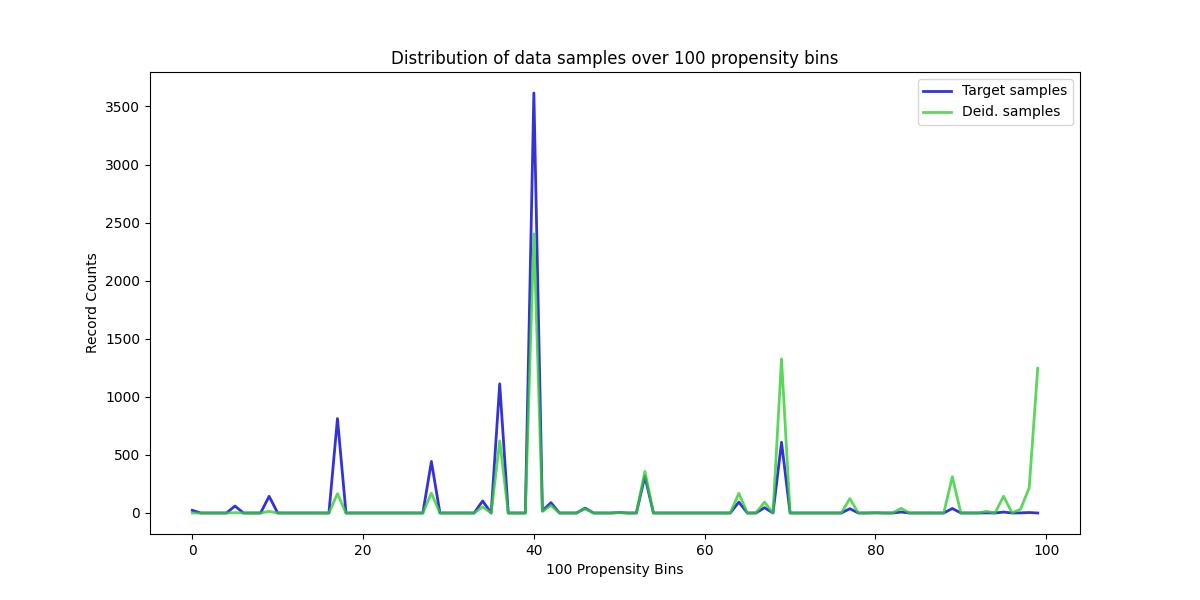 Distribution of data samples over 100 propensity bins
Target samples
Deid. samples
3500
3000
2500
2000
1500
1000
500
0
Record Counts
0 20 40 60 80 100
100 Propensity Bins